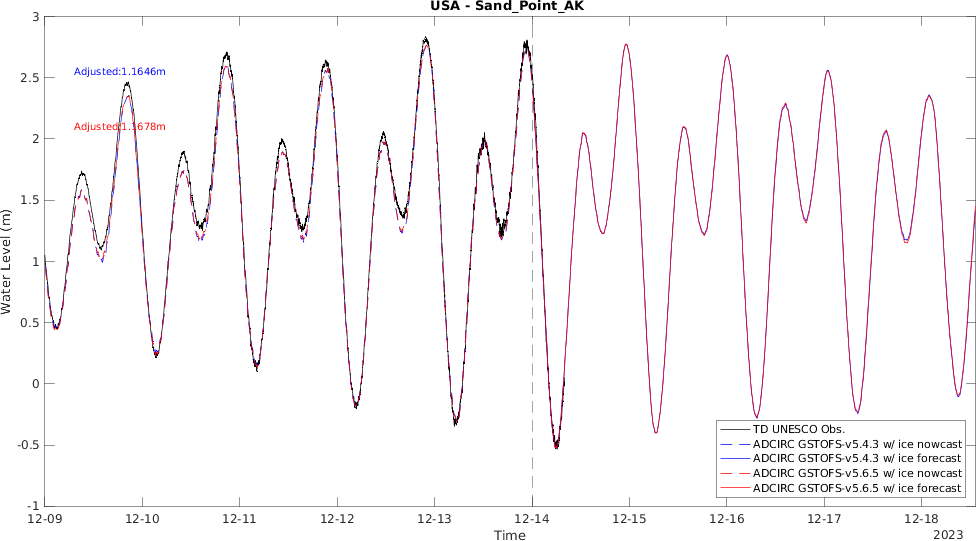 USA - Sand_Point_AK
Water Level (m)
3
2.5
2
1.5
1
0.5
0
-0.5
-1
Adjusted:1.1646m
Adjusted:1.1678m
TD UNESCO Obs.
ADCIRC GSTOFS-v5.4.3 w/ ice nowcast
ADCIRC GSTOFS-v5.4.3 w/ ice forecast
ADCIRC GSTOFS-v5.6.5 w/ ice nowcast
ADCIRC GSTOFS-v5.6.5 w/ ice forecast
12-09 12-10 12-11 12-12 12-13 12-14 12-15 12-16 12-17 12-18
Time
2023